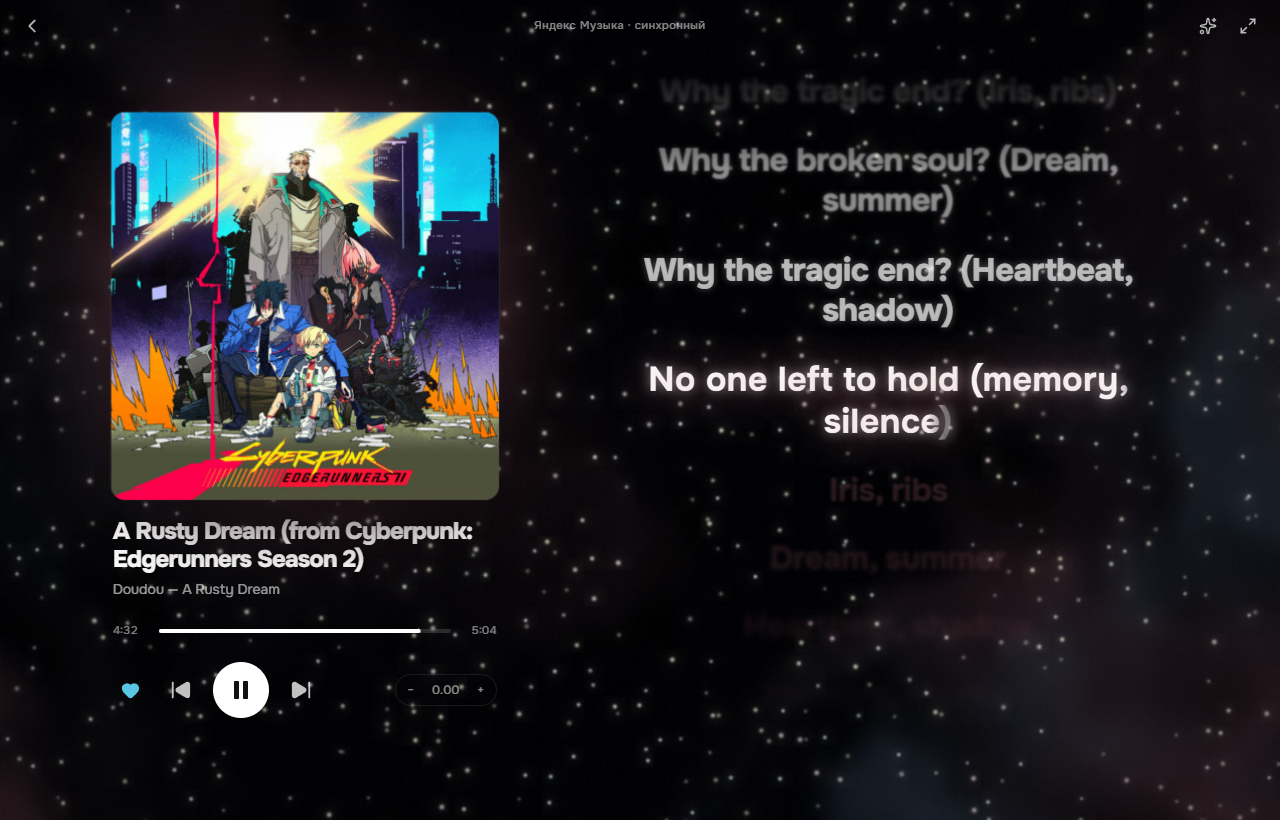 Яндекс Музыка · синхронный
CYBERPUNK
EDGERUNNERS
A Rusty Dream (from Cyberpunk:
Edgerunners Season 2)
Doudou — A Rusty Dream
4:32
5:04
− 0.00 +
Why the tragic end? (Iris, ribs)
Why the broken soul? (Dream,
summer)
Why the tragic end? (Heartbeat,
shadow)
No one left to hold (memory,
silence)
Iris, ribs
Dream, summer
Heartbeat, shadow